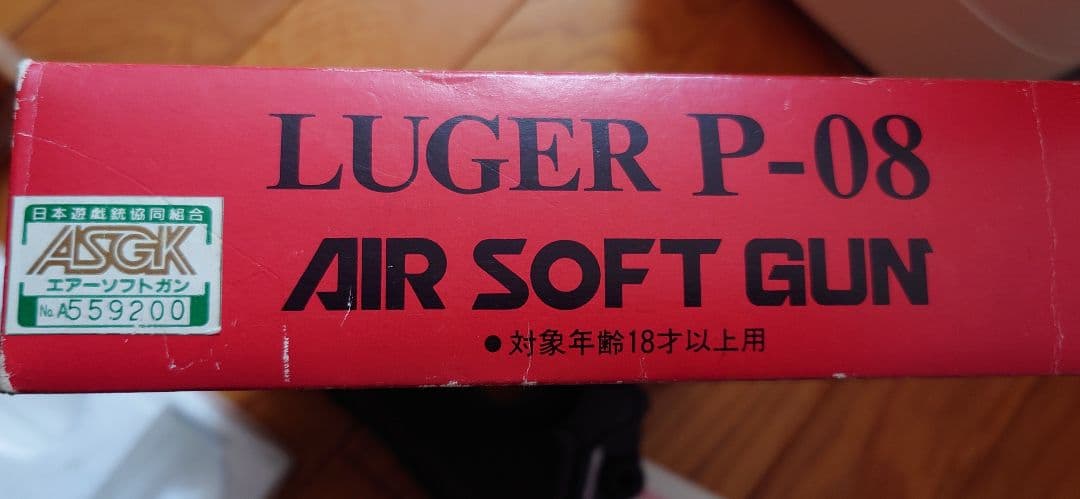 LUGER P-08
AIR SOFT GUN
●対象年齢18才以上用
日本遊戯銃協同組合
ASGK
エアーソフトガン
No. A559200